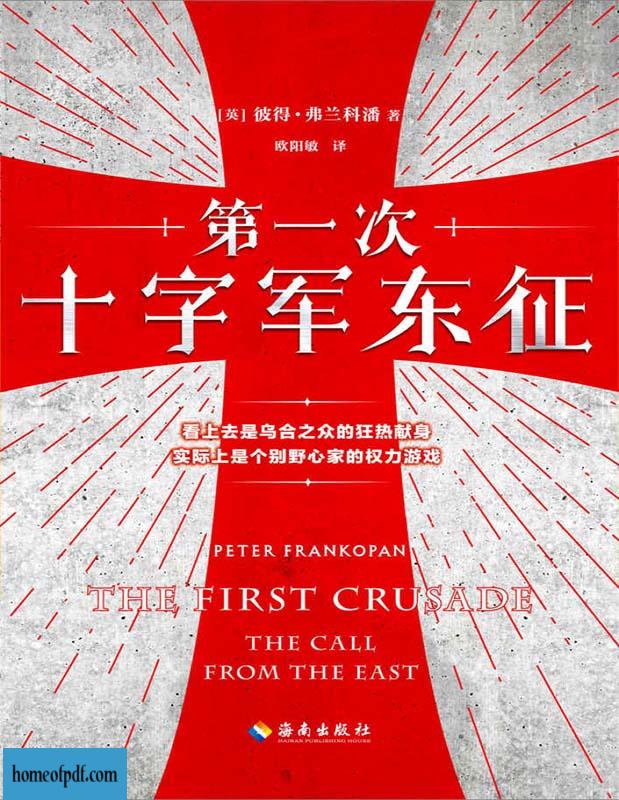 [英] 彼得·弗兰科潘 著
欧阳敏 译
第一次
十字军东征
看上去是乌合之众的狂热献身
实际上是个别野心家的权力游戏
PETER FRANKOPAN
THE FIRST CRUSADE
THE CALL
FROM THE EAST
海南出版社
HAINAN PUBLISHING HOUSE
homeofpdf.com